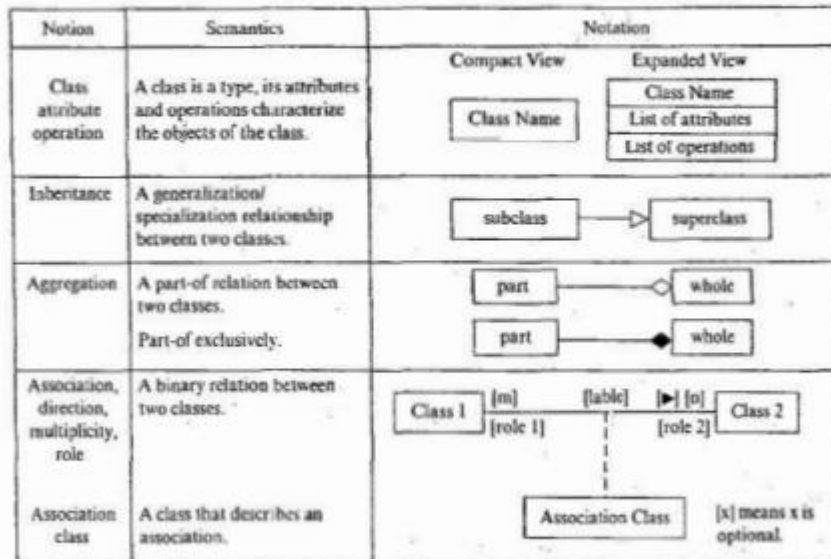 Notion Semantics Notation
Compact View Expanded View
Class
attribute
operation
A class is a type, its attributes
and operations characterize
the objects of the class.
Class Name
Class Name
List of attributes
List of operations
Inheritance
A generalization/
specialization relationship
between two classes.
subclass superclass
Aggregation
A part-of relation between
two classes.
part whole
Part-of exclusively.
part whole
Association,
direction,
multiplicity,
role
A binary relation between
two classes.
Class 1 [m] [lable] [►] [n] Class 2
[role 1] [role 2]
Association
class
A class that describes an
association.
Association Class
[x] means x is
optional.